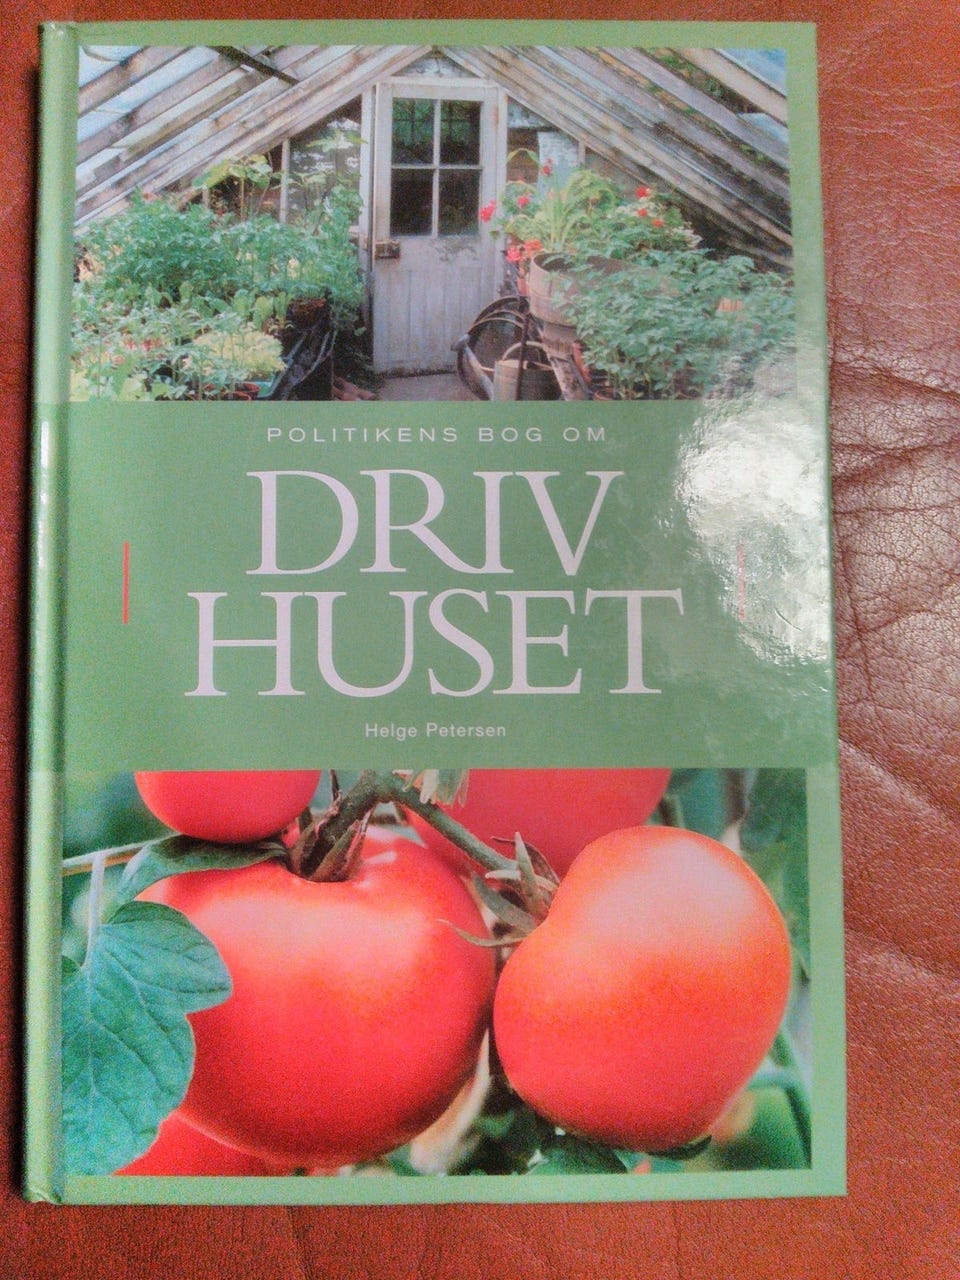 POLITIKENS BOG OM
DRIV
HUSET
Helge Petersen